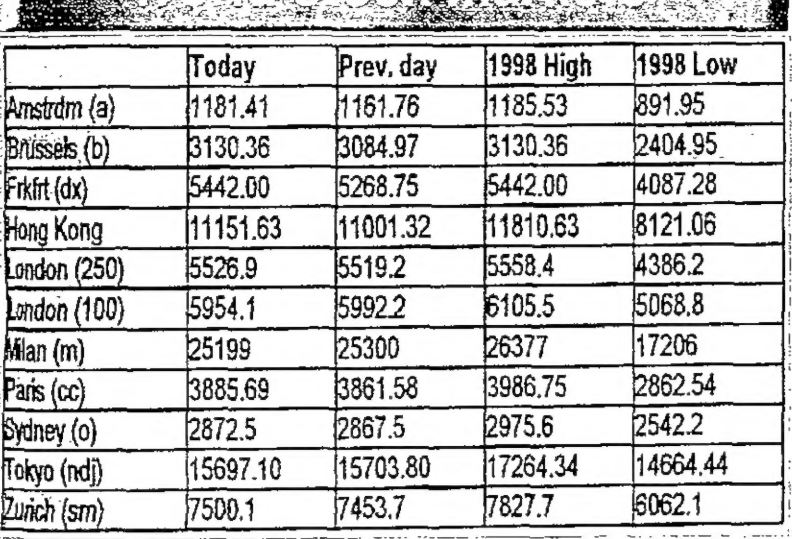 Today Prev. day 1998 High 1998 Low
Amstrdm (a) 1181.41 1161.76 1185.53 891.95
Brussels (b) 3130.36 3084.97 3130.36 2404.95
Frkfrt (dx) 5442.00 5268.75 5442.00 4087.28
Hong Kong 11151.63 11001.32 11810.63 8121.06
London (250) 5526.9 5519.2 5558.4 4386.2
London (100) 5954.1 5992.2 6105.5 5068.8
Milan (m) 25199 25300 26377 17206
Paris (cc) 3885.69 3861.58 3986.75 2862.54
Sydney (o) 2872.5 2867.5 2975.6 2542.2
Tokyo (ndj) 15697.10 15703.80 17264.34 14664.44
Zurich (sm) 7500.1 7453.7 7827.7 6062.1